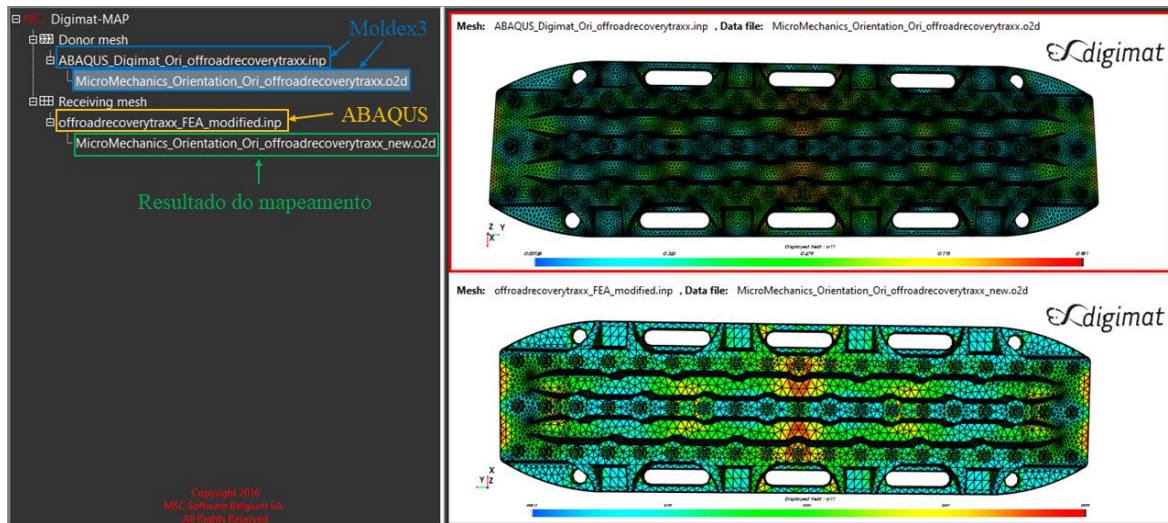 Digimat-MAP
Donor mesh
Moldex3
ABAQUS_Digimat_Ori_offroadrecoverytraxx.inp
MicroMechanics_Orientation_Ori_offroadrecoverytraxx.o2d
Receiving mesh
offroadrecoverytraxx_FEA_modified.inp
ABAQUS
MicroMechanics_Orientation_Ori_offroadrecoverytraxx_new.o2d
Resultado do mapeamento
Copyright 2016
MSC Software Belgium SA.
All Rights Reserved
Mesh: ABAQUS_Digimat_Ori_offroadrecoverytraxx.inp , Data file: MicroMechanics_Orientation_Ori_offroadrecoverytraxx.o2d
digimat
Z Y
X
Displayed field : a11
Mesh: offroadrecoverytraxx_FEA_modified.inp , Data file: MicroMechanics_Orientation_Ori_offroadrecoverytraxx_new.o2d
digimat
X
Y Z
Displayed field : a11